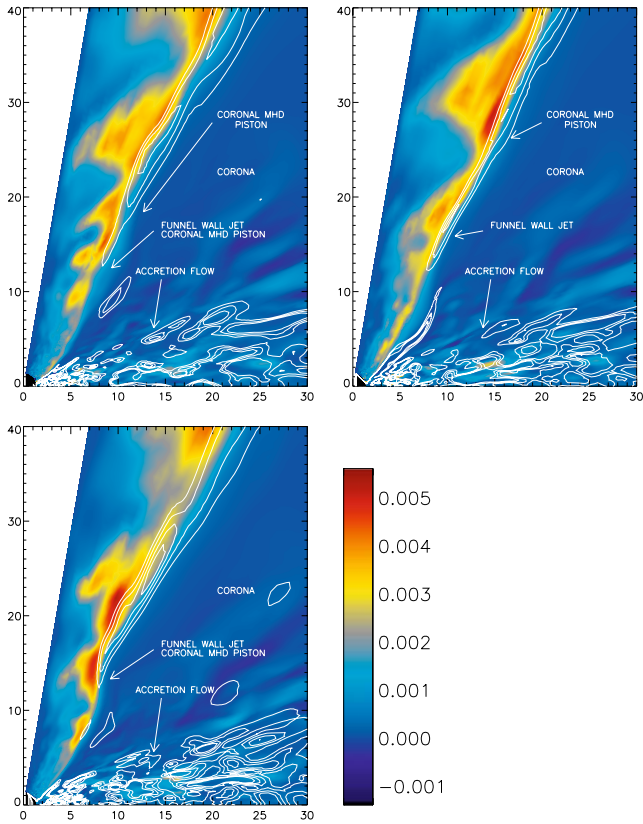 40
30
20
10
0
0 5 10 15 20 25 30
CORONAL MHD
PISTON
CORONA
FUNNEL WALL JET
CORONAL MHD PISTON
ACCRETION FLOW
40
30
20
10
0
0 5 10 15 20 25 30
CORONAL MHD
PISTON
CORONA
FUNNEL WALL JET
ACCRETION FLOW
40
30
20
10
0
0 5 10 15 20 25 30
CORONA
FUNNEL WALL JET
CORONAL MHD PISTON
ACCRETION FLOW
0.005
0.004
0.003
0.002
0.001
0.000
−0.001